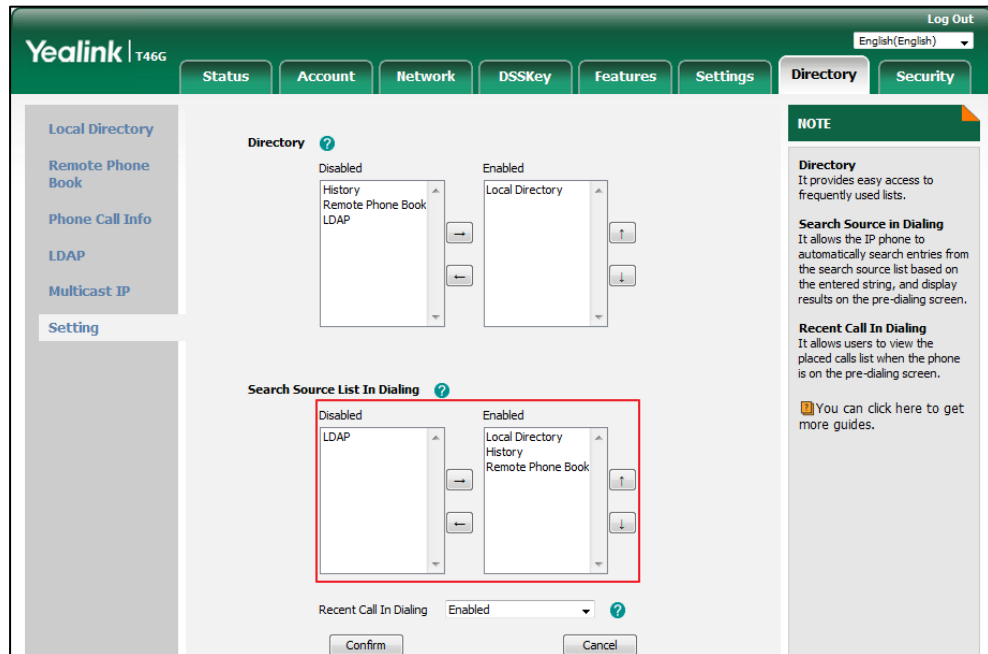 Log Out
Yealink | T46G
English(English)
Status Account Network DSSKey Features Settings Directory Security
Local Directory
Remote Phone
Book
Phone Call Info
LDAP
Multicast IP
Setting
Directory ?
Disabled Enabled
History
Remote Phone Book
LDAP
Local Directory
→
←
↑
↓
Search Source List In Dialing ?
Disabled Enabled
LDAP
Local Directory
History
Remote Phone Book
→
←
↑
↓
Recent Call In Dialing Enabled ?
Confirm Cancel
NOTE
Directory
It provides easy access to
frequently used lists.
Search Source in Dialing
It allows the IP phone to
automatically search entries from
the search source list based on
the entered string, and display
results on the pre-dialing screen.
Recent Call In Dialing
It allows users to view the
placed calls list when the phone
is on the pre-dialing screen.
? You can click here to get
more guides.